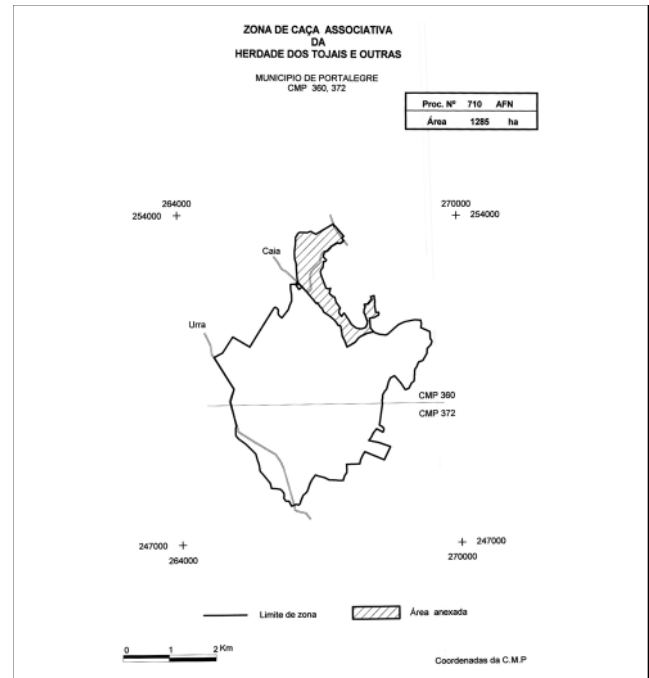 ZONA DE CAÇA ASSOCIATIVA
DA
HERDADE DOS TOJAIS E OUTRAS
MUNICIPIO DE PORTALEGRE
CMP 360, 372
Proc. Nº 710 AFN
Área 1285 ha
264000
254000
270000
254000
Caia
Urra
CMP 360
CMP 372
247000
264000
247000
270000
Limite de zona
Área anexada
0 1 2 Km
Coordenadas da C.M.P